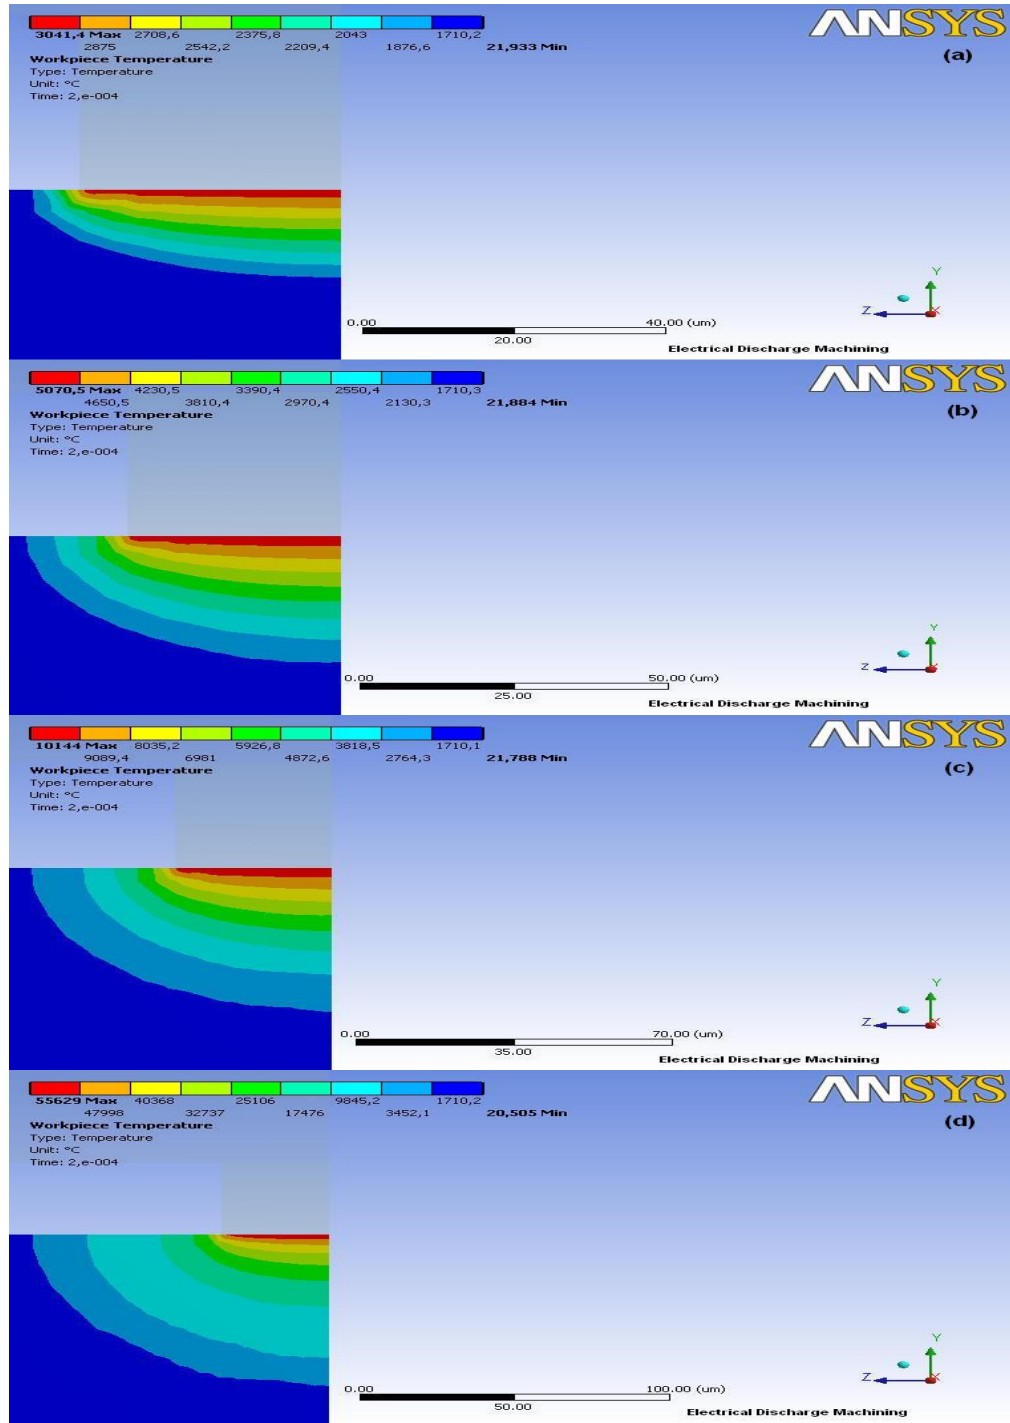 ANSYS
(a)
3041,4 Max 2708,6 2375,8 2043 1710,2
2875 2542,2 2209,4 1876,6 21,933 Min
Workpiece Temperature
Type: Temperature
Unit: °C
Time: 2,e-004
Y
Z X
0.00 40.00 (um)
20.00
Electrical Discharge Machining
ANSYS
(b)
5070,5 Max 4230,5 3390,4 2550,4 1710,3
4650,5 3810,4 2970,4 2130,3 21,884 Min
Workpiece Temperature
Type: Temperature
Unit: °C
Time: 2,e-004
Y
Z X
0.00 50.00 (um)
25.00
Electrical Discharge Machining
ANSYS
(c)
10144 Max 8035,2 5926,8 3818,5 1710,1
9089,4 6981 4872,6 2764,3 21,788 Min
Workpiece Temperature
Type: Temperature
Unit: °C
Time: 2,e-004
Y
Z X
0.00 70.00 (um)
35.00
Electrical Discharge Machining
ANSYS
(d)
55629 Max 40368 25106 9845,2 1710,2
47998 32737 17476 3452,1 20,505 Min
Workpiece Temperature
Type: Temperature
Unit: °C
Time: 2,e-004
Y
Z X
0.00 100.00 (um)
50.00
Electrical Discharge Machining